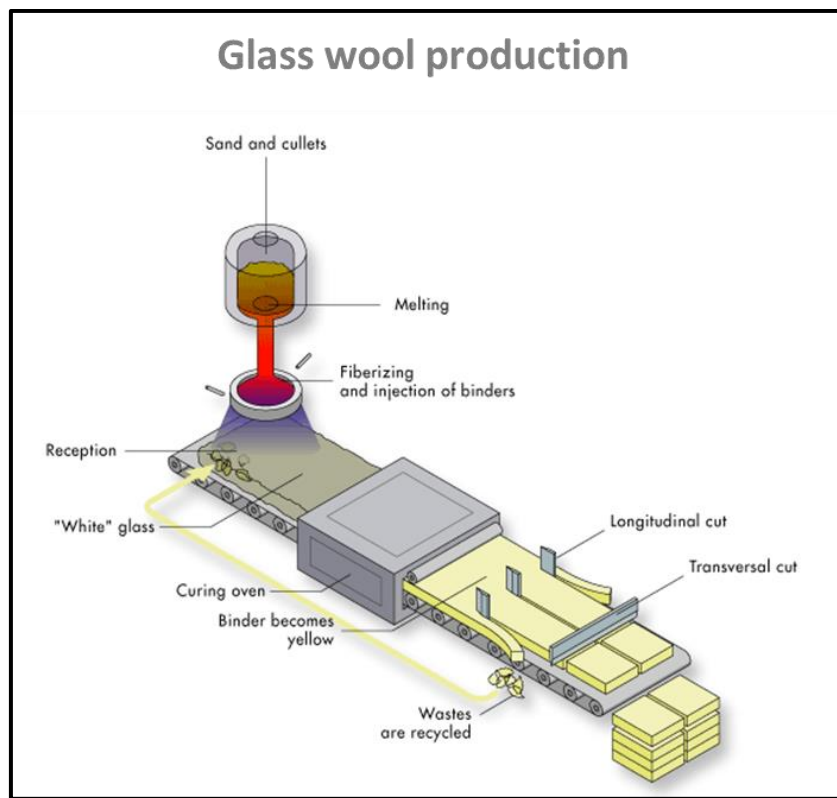 Glass wool production
Sand and cullets
Melting
Fiberizing
and injection of binders
Reception
"White" glass
Longitudinal cut
Transversal cut
Curing oven
Binder becomes
yellow
Wastes
are recycled